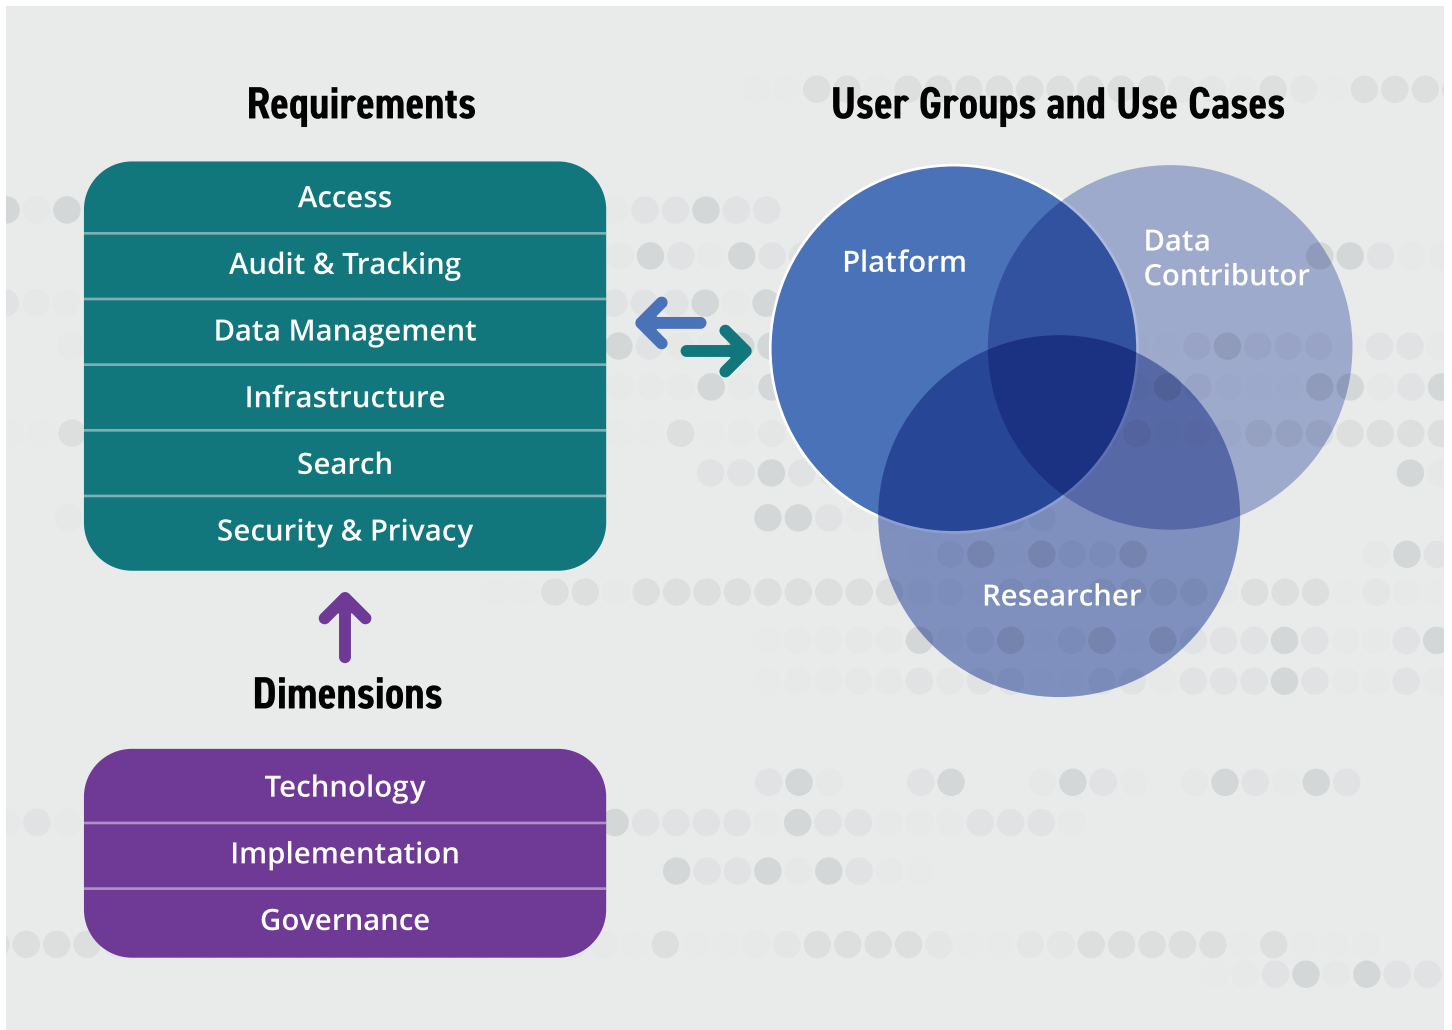 Requirements
Access
Audit & Tracking
Data Management
Infrastructure
Search
Security & Privacy
Dimensions
Technology
Implementation
Governance
User Groups and Use Cases
Platform
Data
Contributor
Researcher